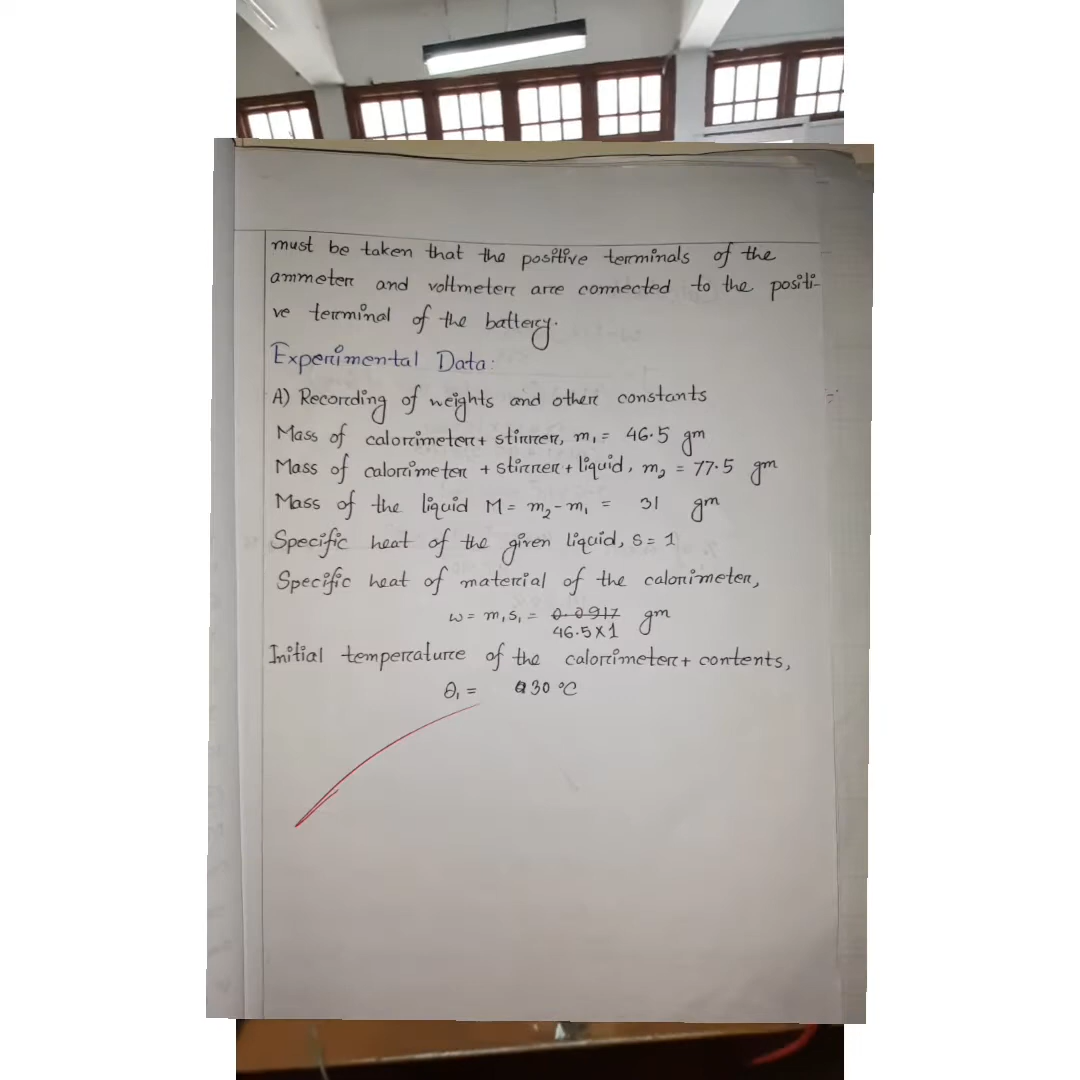 must be taken that the positive terminals of the
ammeter and voltmeter are connected to the positi-
ve terminal of the battery.
Experimental Data:
A) Recording of weights and other constants
Mass of calorimeter + stirrer, m₁ = 46.5 gm
Mass of calorimeter + stirrer + liquid, m₂ = 77.5 gm
Mass of the liquid M = m₂ - m₁ = 31 gm
Specific heat of the given liquid, s = 1
Specific heat of material of the calorimeter,
w = m₁s₁ = 0.0917 gm
46.5 X 1
Initial temperature of the calorimeter + contents,
θ₁ = 30 °C